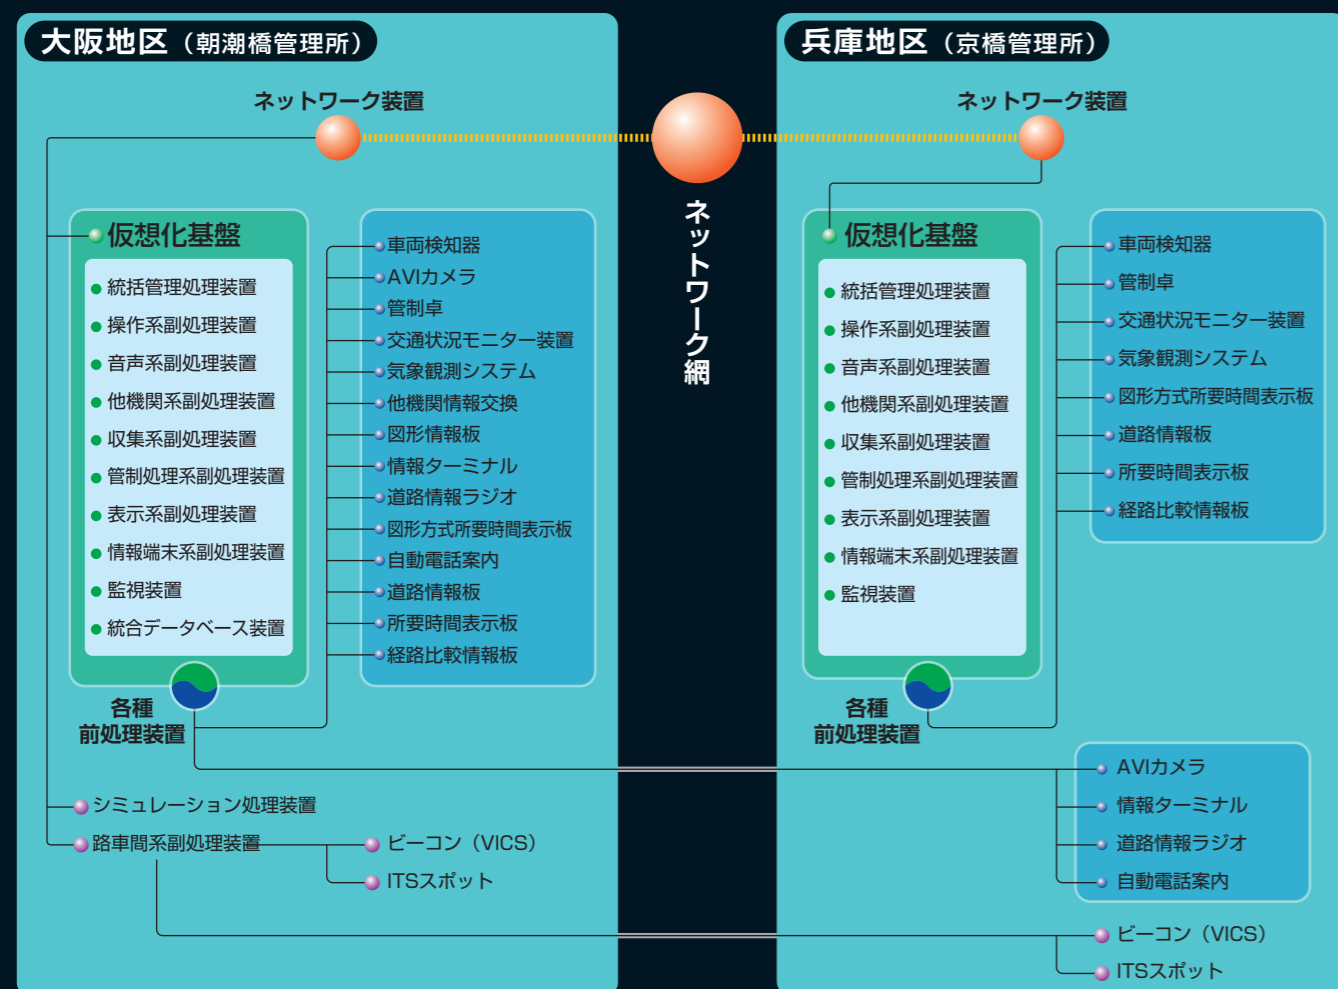 大阪地区（朝潮橋管理所）
ネットワーク装置
仮想化基盤
統括管理処理装置
操作系副処理装置
音声系副処理装置
他機関系副処理装置
収集系副処理装置
管制処理系副処理装置
表示系副処理装置
情報端末系副処理装置
監視装置
統合データベース装置
各種
前処理装置
車両検知器
AVIカメラ
管制卓
交通状況モニター装置
気象観測システム
他機関情報交換
図形情報板
情報ターミナル
道路情報ラジオ
図形方式所要時間表示板
自動電話案内
道路情報板
所要時間表示板
経路比較情報板
シミュレーション処理装置
路車間系副処理装置
ビーコン（VICS）
ITSスポット
ネットワーク網
兵庫地区（京橋管理所）
ネットワーク装置
仮想化基盤
統括管理処理装置
操作系副処理装置
音声系副処理装置
他機関系副処理装置
収集系副処理装置
管制処理系副処理装置
表示系副処理装置
情報端末系副処理装置
監視装置
各種
前処理装置
車両検知器
管制卓
交通状況モニター装置
気象観測システム
図形方式所要時間表示板
道路情報板
所要時間表示板
経路比較情報板
AVIカメラ
情報ターミナル
道路情報ラジオ
自動電話案内
ビーコン（VICS）
ITSスポット